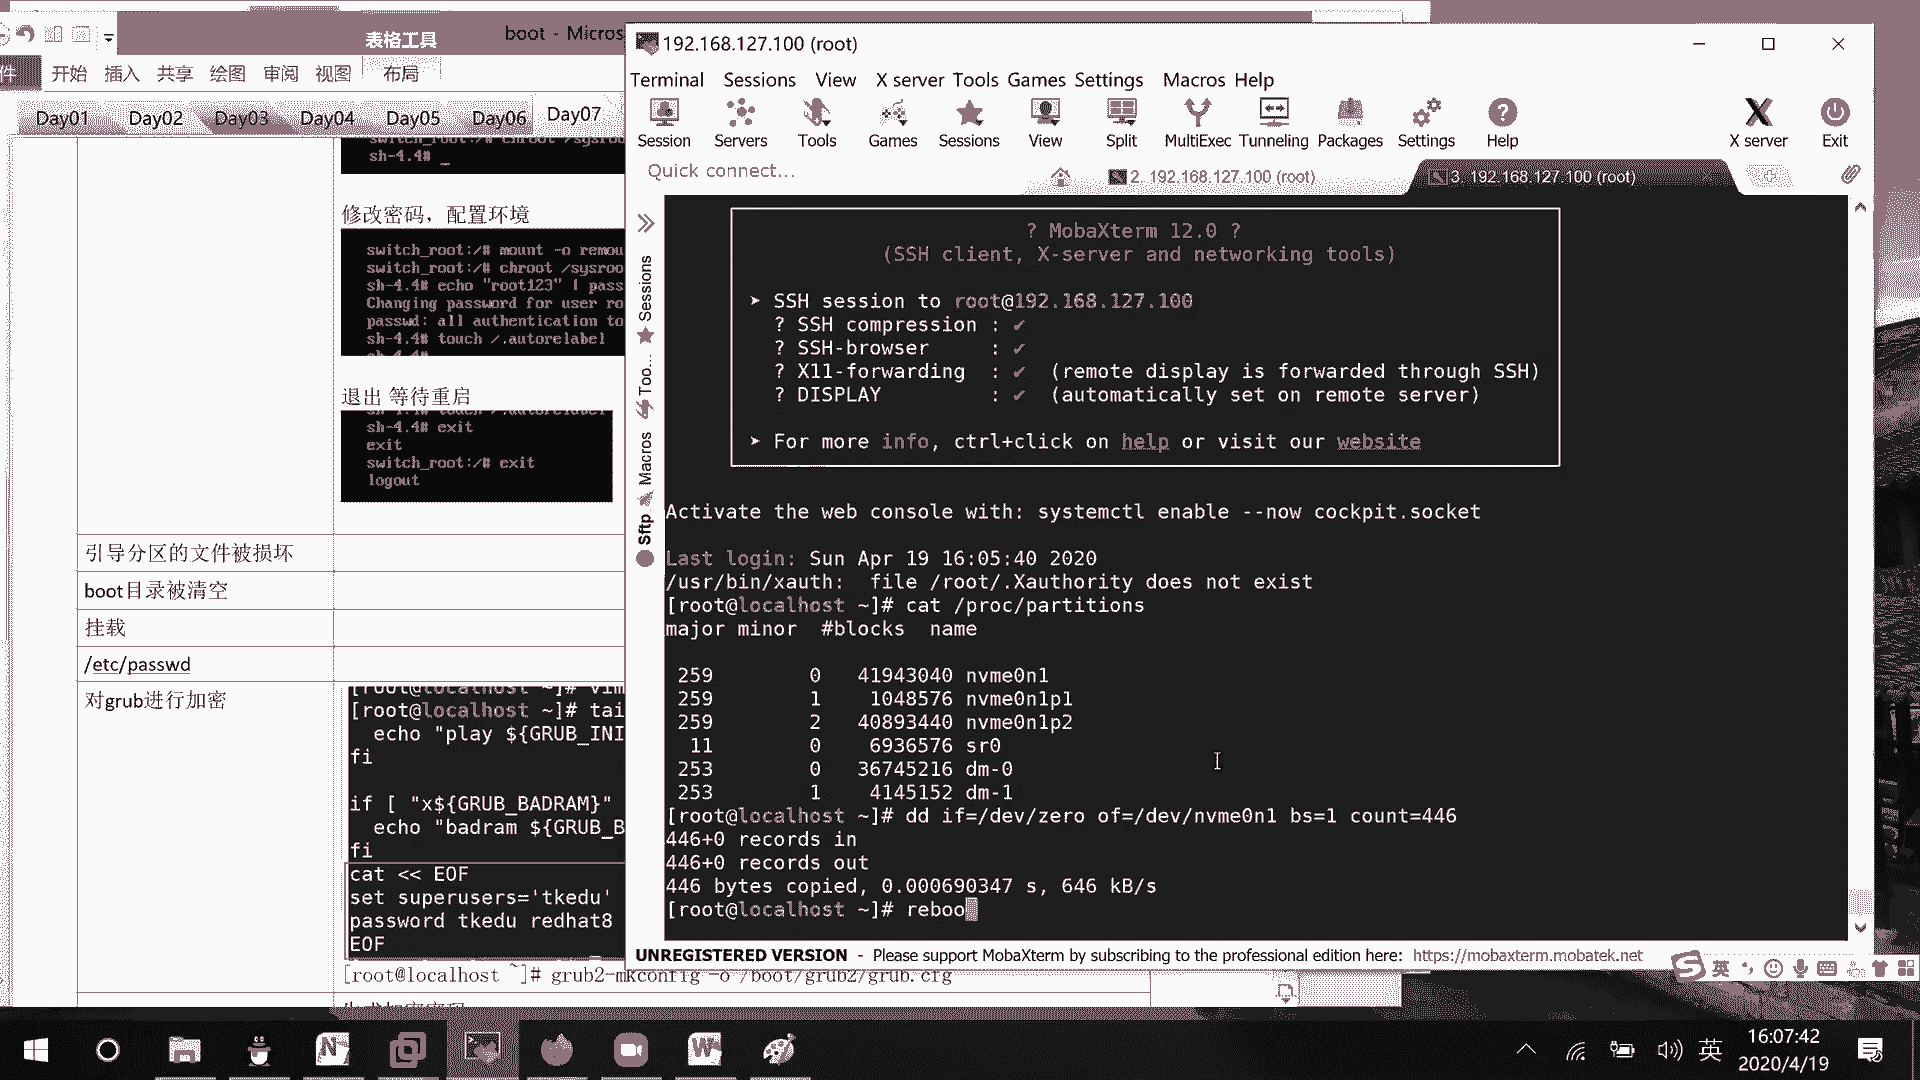 表格工具
boot - Micros
件
开始 插入 共享 绘图 审阅 视图 布局
Day01 Day02 Day03 Day04 Day05 Day06 Day07
switch_root:/# chroot /sysroo
sh-4.4# _
修改密码，配置环境
switch_root:/# mount -o remou
switch_root:/# chroot /sysroo
sh-4.4# echo "root123" | pass
Changing password for user ro
passwd: all authentication to
sh-4.4# touch /.autorelabel
退出 等待重启
sh-4.4# exit
exit
switch_root:/# exit
logout
引导分区的文件被损坏
boot目录被清空
挂载
/etc/passwd
对grub进行加密
[root@localhost ~]# vim
[root@localhost ~]# tai
echo "play ${GRUB_INI
fi
if [ "x${GRUB_BADRAM}"
echo "badram ${GRUB_B
fi
cat << EOF
set superusers='tkedu'
password tkedu redhat8
EOF
[root@localhost ~]# grub2-mkconfig -o /boot/grub2/grub.cfg
192.168.127.100 (root)
Terminal Sessions View X server Tools Games Settings Macros Help
Session Servers Tools Games Sessions View Split MultiExec Tunneling Packages Settings Help X server Exit
Quick connect...
2. 192.168.127.100 (root)
3. 192.168.127.100 (root)
Sessions
Too...
Macros
Sftp
? MobaXterm 12.0 ?
(SSH client, X-server and networking tools)
➤ SSH session to root@192.168.127.100
? SSH compression : ✔
? SSH-browser : ✔
? X11-forwarding : ✔ (remote display is forwarded through SSH)
? DISPLAY : ✔ (automatically set on remote server)
➤ For more info, ctrl+click on help or visit our website
Activate the web console with: systemctl enable --now cockpit.socket
Last login: Sun Apr 19 16:05:40 2020
/usr/bin/xauth: file /root/.Xauthority does not exist
[root@localhost ~]# cat /proc/partitions
major minor #blocks name
259 0 41943040 nvme0n1
259 1 1048576 nvme0n1p1
259 2 40893440 nvme0n1p2
11 0 6936576 sr0
253 0 36745216 dm-0
253 1 4145152 dm-1
[root@localhost ~]# dd if=/dev/zero of=/dev/nvme0n1 bs=1 count=446
446+0 records in
446+0 records out
446 bytes copied, 0.000690347 s, 646 kB/s
[root@localhost ~]# reboo
UNREGISTERED VERSION - Please support MobaXterm by subscribing to the professional edition here: https://mobaxterm.mobatek.net
英
英
16:07:42
2020/4/19